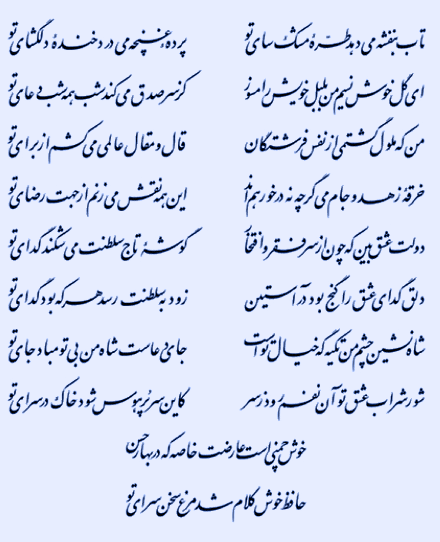 تاب بنفشه می دهد طرّهٔ مشک سای تو
پرده غنچه می درد خندهٔ دلگشای تو
ای گل خوش نسیم من بلبل خویش را مسوز
کز سر صدق می کند شب همه شب دعای تو
من که ملول گشتمی از نفس فرشتگان
قال و مقال عالمی می کشم از برای تو
خرقهٔ زهد و جام می گرچه نه درخور همند
این همه نقش می زنم از جهت رضای تو
دولت عشق بین که چون از سر فقر و افتخار
گوشهٔ تاج سلطنت می شکند گدای تو
دلق گدای عشق را گنج بود در آستین
زود به سلطنت رسد هر که بود گدای تو
شاه نشین چشم من تکیه گه خیال توست
جای دعاست شاه من بی تو مباد جای تو
شور شراب عشق تو آن نفسم رود ز سر
کاین سر پرهوس شود خاک در سرای تو
خوش چمنی است عارضت خاصه که در بهار حسن
حافظ خوش کلام شد مرغ سخن سرای تو